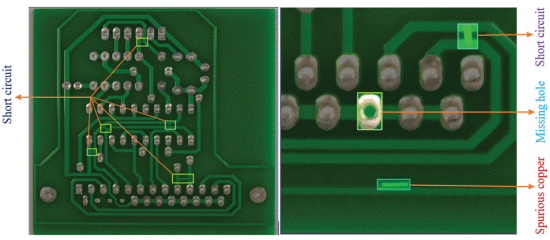 Short circuit
Short circuit
Missing hole
Spurious copper